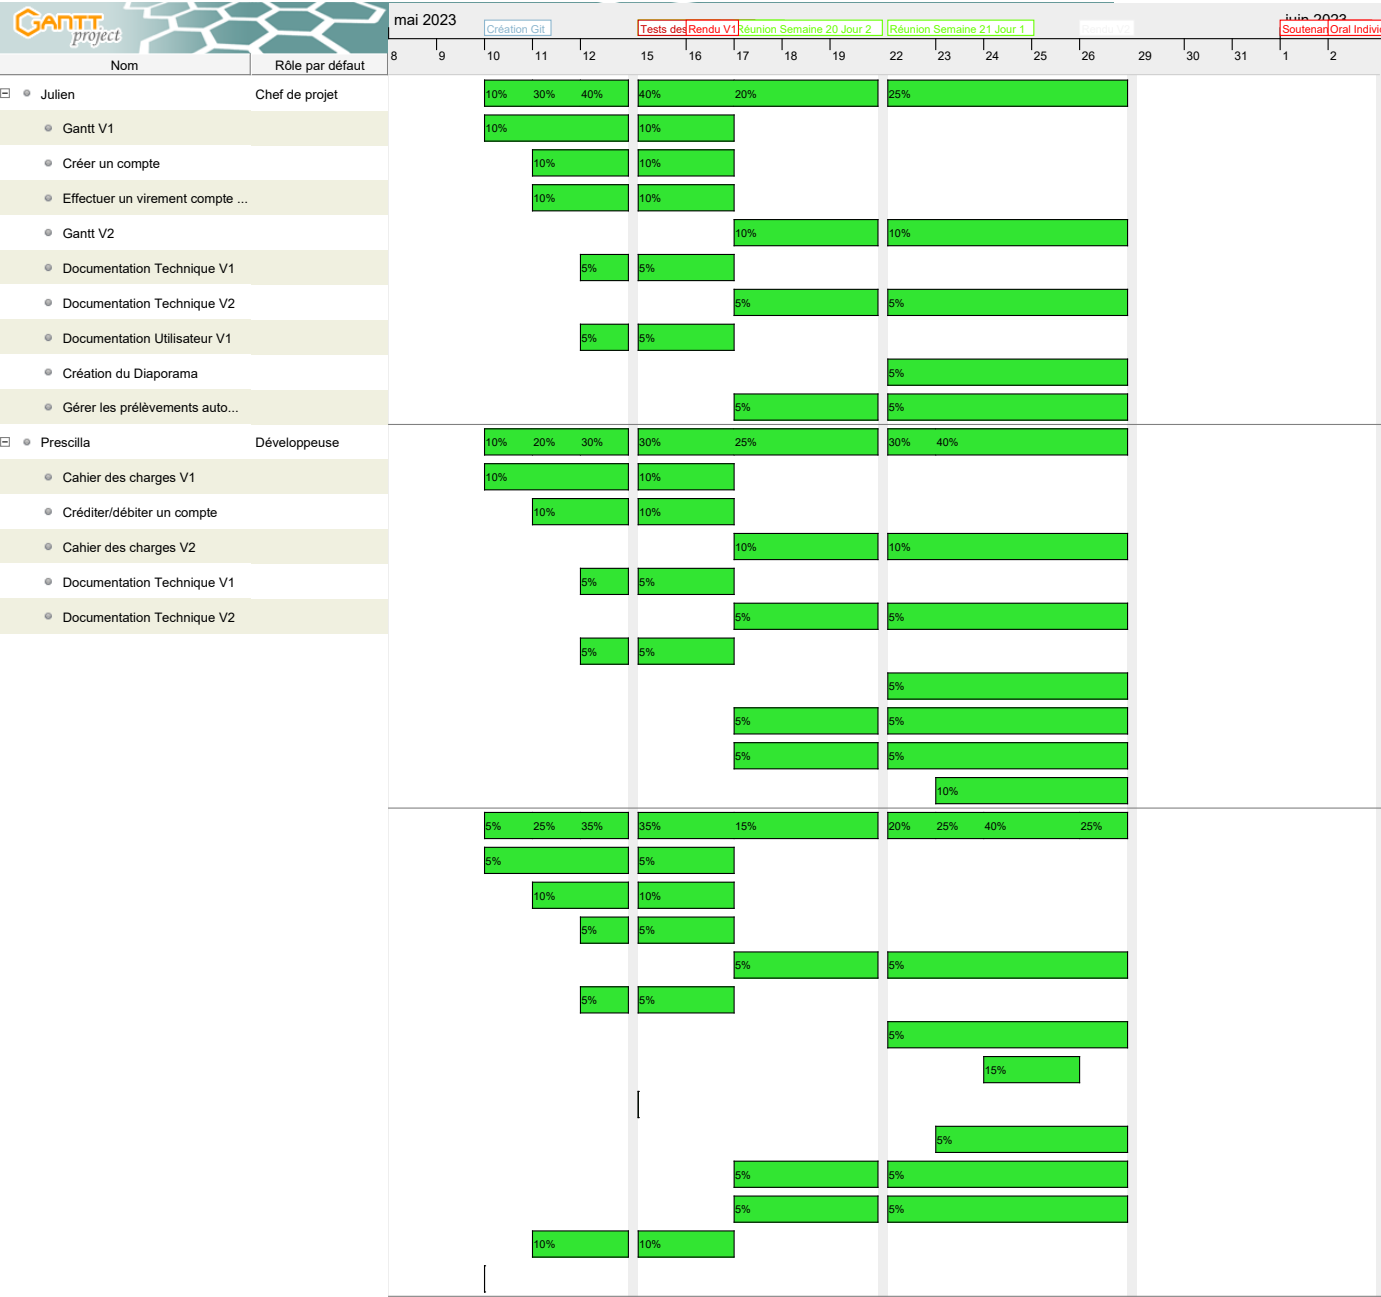 GANTT
project
mai 2023
Création Git
Tests des
Rendu V1
Réunion Semaine 20 Jour 2
Réunion Semaine 21 Jour 1
juin 2023
Soutenan
Oral Indivi
Nom
Rôle par défaut
8 9 10 11 12 15 16 17 18 19 22 23 24 25 26 29 30 31 1 2
Julien Chef de projet 10% 30% 40% 40% 20% 25%
Gantt V1 10% 10%
Créer un compte 10% 10%
Effectuer un virement compte ... 10% 10%
Gantt V2 10% 10%
Documentation Technique V1 5% 5%
Documentation Technique V2 5% 5%
Documentation Utilisateur V1 5% 5%
Création du Diaporama 5%
Gérer les prélèvements auto... 5% 5%
Prescilla Développeuse 10% 20% 30% 30% 25% 30% 40%
Cahier des charges V1 10% 10%
Créditer/débiter un compte 10% 10%
Cahier des charges V2 10% 10%
Documentation Technique V1 5% 5%
Documentation Technique V2 5% 5%
5% 5%
5%
5% 5%
5% 5%
10%
5% 25% 35% 35% 15% 20% 25% 40% 25%
5% 5%
10% 10%
5% 5%
5% 5%
5% 5%
5%
15%
5%
5% 5%
5% 5%
10% 10%